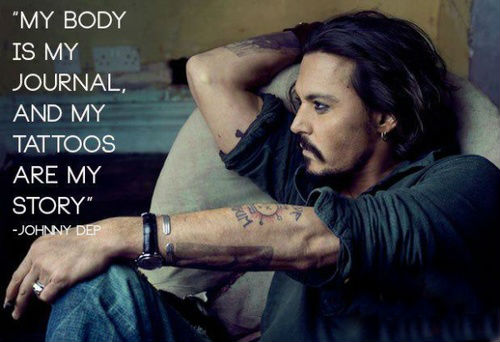 "MY BODY
IS MY
JOURNAL,
AND MY
TATTOOS
ARE MY
STORY"
-JOHNNY DEP